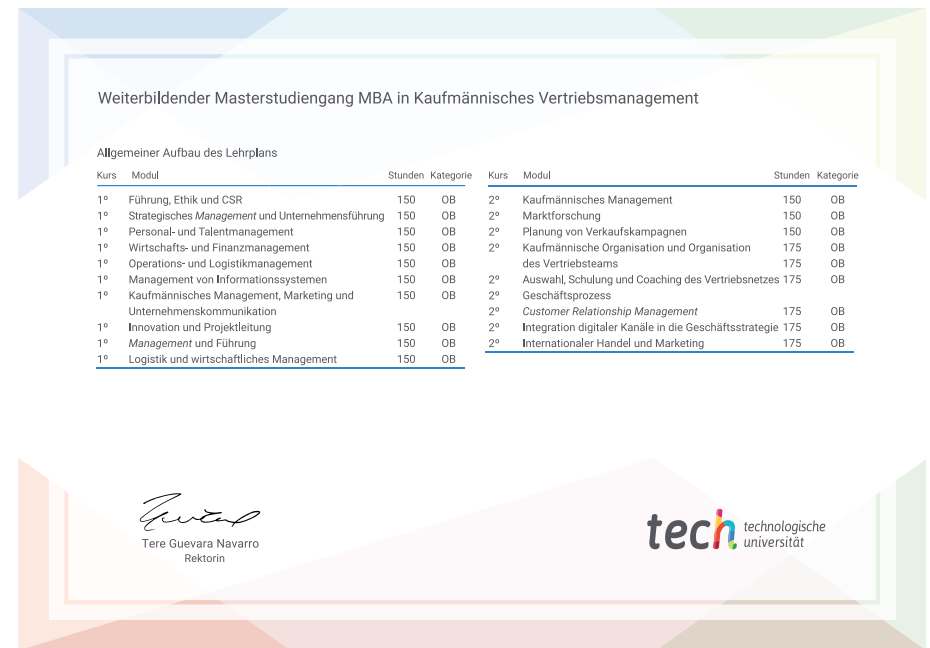 Weiterbildender Masterstudiengang MBA in Kaufmännisches Vertriebsmanagement
Allgemeiner Aufbau des Lehrplans
Kurs Modul Stunden Kategorie
1º Führung, Ethik und CSR 150 OB
1º Strategisches Management und Unternehmensführung 150 OB
1º Personal- und Talentmanagement 150 OB
1º Wirtschafts- und Finanzmanagement 150 OB
1º Operations- und Logistikmanagement 150 OB
1º Management von Informationssystemen 150 OB
1º Kaufmännisches Management, Marketing und 150 OB
Unternehmenskommunikation
1º Innovation und Projektleitung 150 OB
1º Management und Führung 150 OB
1º Logistik und wirtschaftliches Management 150 OB
Kurs Modul Stunden Kategorie
2º Kaufmännisches Management 150 OB
2º Marktforschung 150 OB
2º Planung von Verkaufskampagnen 150 OB
2º Kaufmännische Organisation und Organisation 175 OB
des Vertriebsteams 175 OB
2º Auswahl, Schulung und Coaching des Vertriebsnetzes 175 OB
2º Geschäftsprozess
2º Customer Relationship Management 175 OB
2º Integration digitaler Kanäle in die Geschäftsstrategie 175 OB
2º Internationaler Handel und Marketing 175 OB
Tere Guevara Navarro
Rektorin
tech technologische
universität